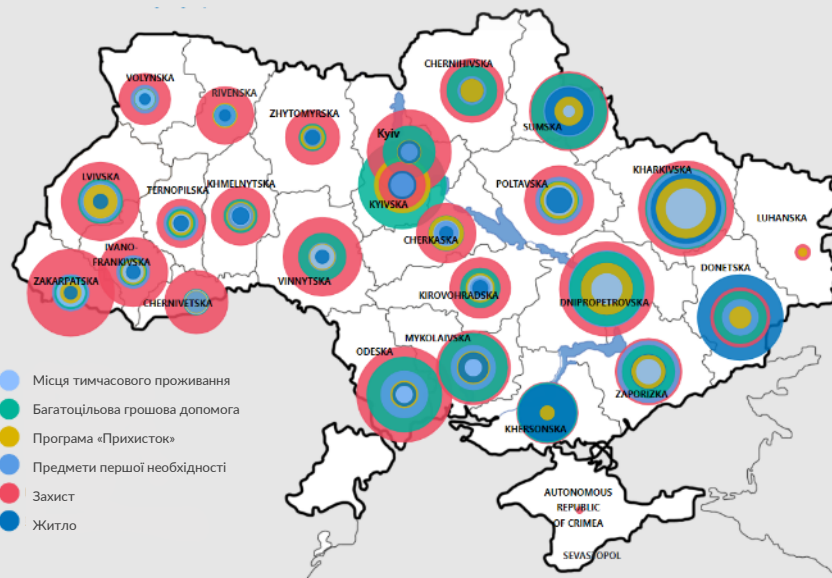 VOLYNSKA
RIVENSKA
ZHYTOMYRSKA
CHERNIHIVSKA
SUMSKA
Kyiv
KYIVSKA
LVIVSKA
TERNOPILSKA
KHMELNYTSKA
POLTAVSKA
KHARKIVSKA
LUHANSKA
CHERKASKA
IVANO-
FRANKIVSKA
ZAKARPATSKA
CHERNIVETSKA
VINNYTSKA
KIROVOHRADSKA
DNIPROPETROVSKA
DONETSKA
ODESKA
MYKOLAIVSKA
ZAPORIZKA
KHERSONSKA
Місця тимчасового проживання
Багатоцільова грошова допомога
Програма «Прихисток»
Предмети першої необхідності
Захист
Житло
AUTONOMOUS
REPUBLIC
OF CRIMEA
SEVASTOPOL